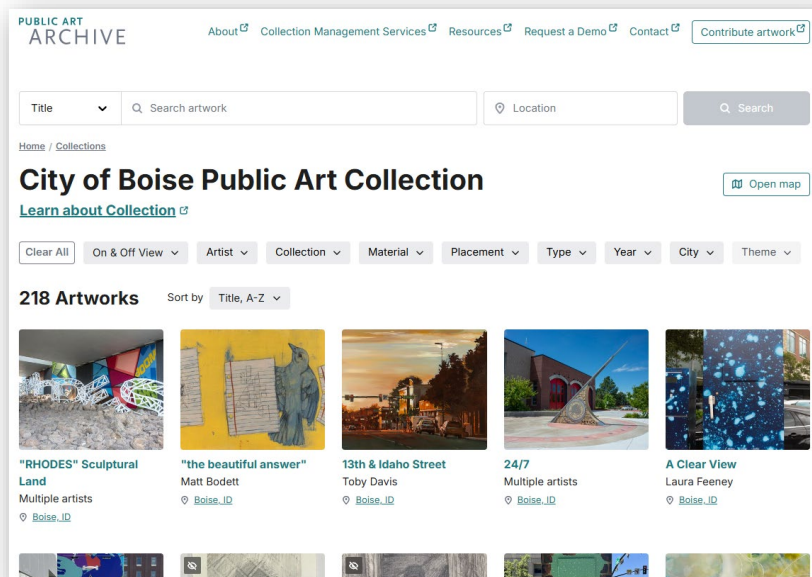 PUBLIC ART
ARCHIVE
About Collection Management Services Resources Request a Demo Contact Contribute artwork
Title Search artwork Location Search
Home / Collections
City of Boise Public Art Collection
Open map
Learn about Collection
Clear All On & Off View Artist Collection Material Placement Type Year City Theme
218 Artworks Sort by Title, A-Z
"RHODES" Sculptural
Land
Multiple artists
Boise, ID
"the beautiful answer"
Matt Bodett
Boise, ID
13th & Idaho Street
Toby Davis
Boise, ID
24/7
Multiple artists
Boise, ID
A Clear View
Laura Feeney
Boise, ID